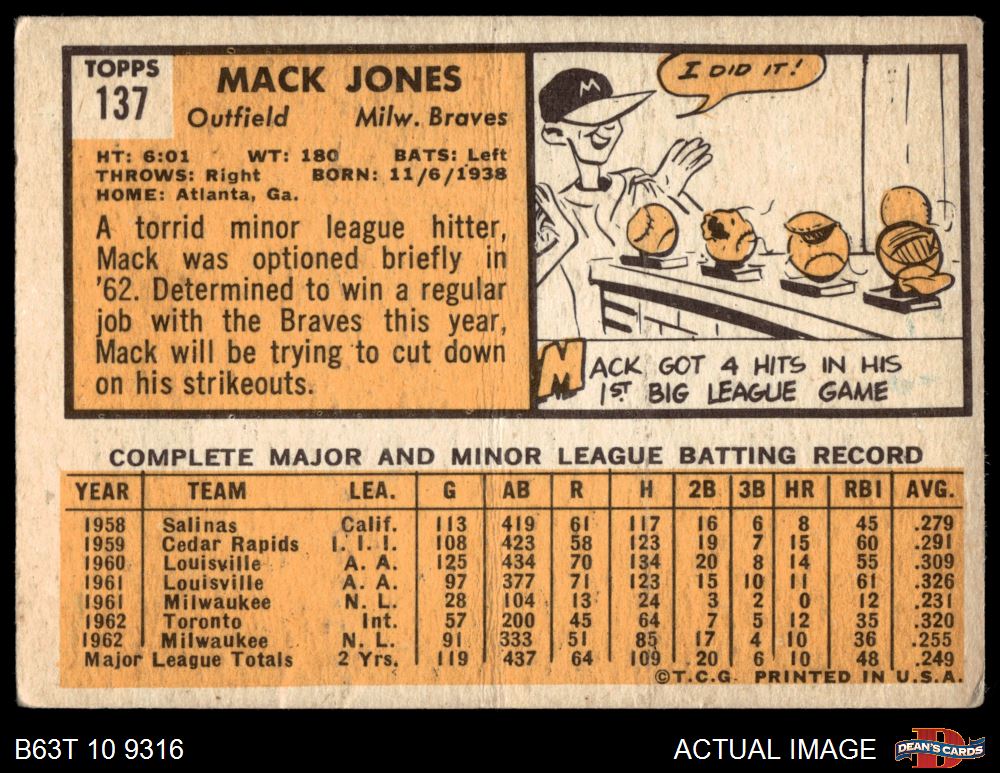 TOPPS
137
MACK JONES
Outfield Milw. Braves
HT: 6:01 WT: 180 BATS: Left
THROWS: Right BORN: 11/6/1938
HOME: Atlanta, Ga.
A torrid minor league hitter,
Mack was optioned briefly in
'62. Determined to win a regular
job with the Braves this year,
Mack will be trying to cut down
on his strikeouts.
I DID IT!
M
MACK GOT 4 HITS IN HIS
1ST BIG LEAGUE GAME
COMPLETE MAJOR AND MINOR LEAGUE BATTING RECORD
YEAR TEAM LEA. G AB R H 2B 3B HR RBI AVG.
1958 Salinas Calif. 113 419 61 117 16 6 8 45 .279
1959 Cedar Rapids I. I. I. 108 423 58 123 19 7 15 60 .291
1960 Louisville A. A. 125 434 70 134 20 8 14 55 .309
1961 Louisville A. A. 97 377 71 123 15 10 11 61 .326
1961 Milwaukee N. L. 28 104 13 24 3 2 0 12 .231
1962 Toronto Int. 57 200 45 64 7 5 12 35 .320
1962 Milwaukee N. L. 91 333 51 85 17 4 10 36 .255
Major League Totals 2 Yrs. 119 437 64 109 20 6 10 48 .249
©T.C.G. PRINTED IN U.S.A.
B63T 10 9316
ACTUAL IMAGE
D
DEAN'S CARDS